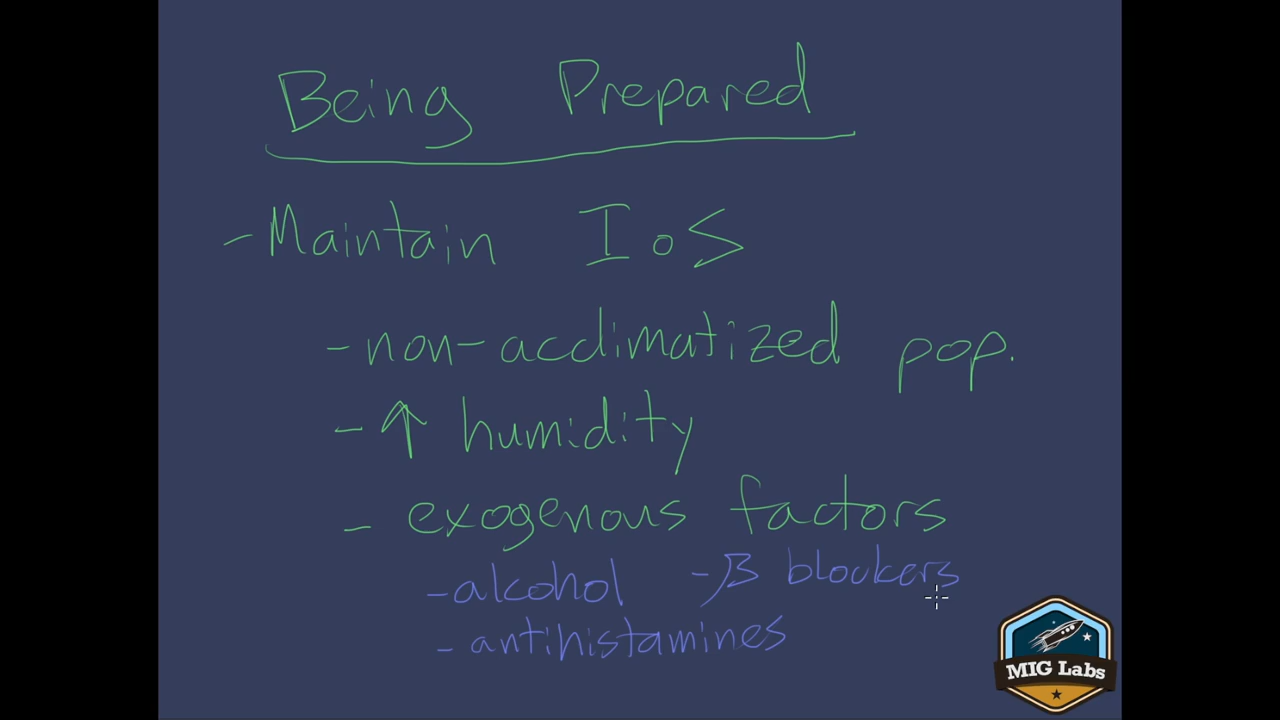 Being Prepared
- Maintain IoS
- non-acclimatized pop.
- ↑ humidity
- exogenous factors
- alcohol - β blockers
- antihistamines
MIG Labs